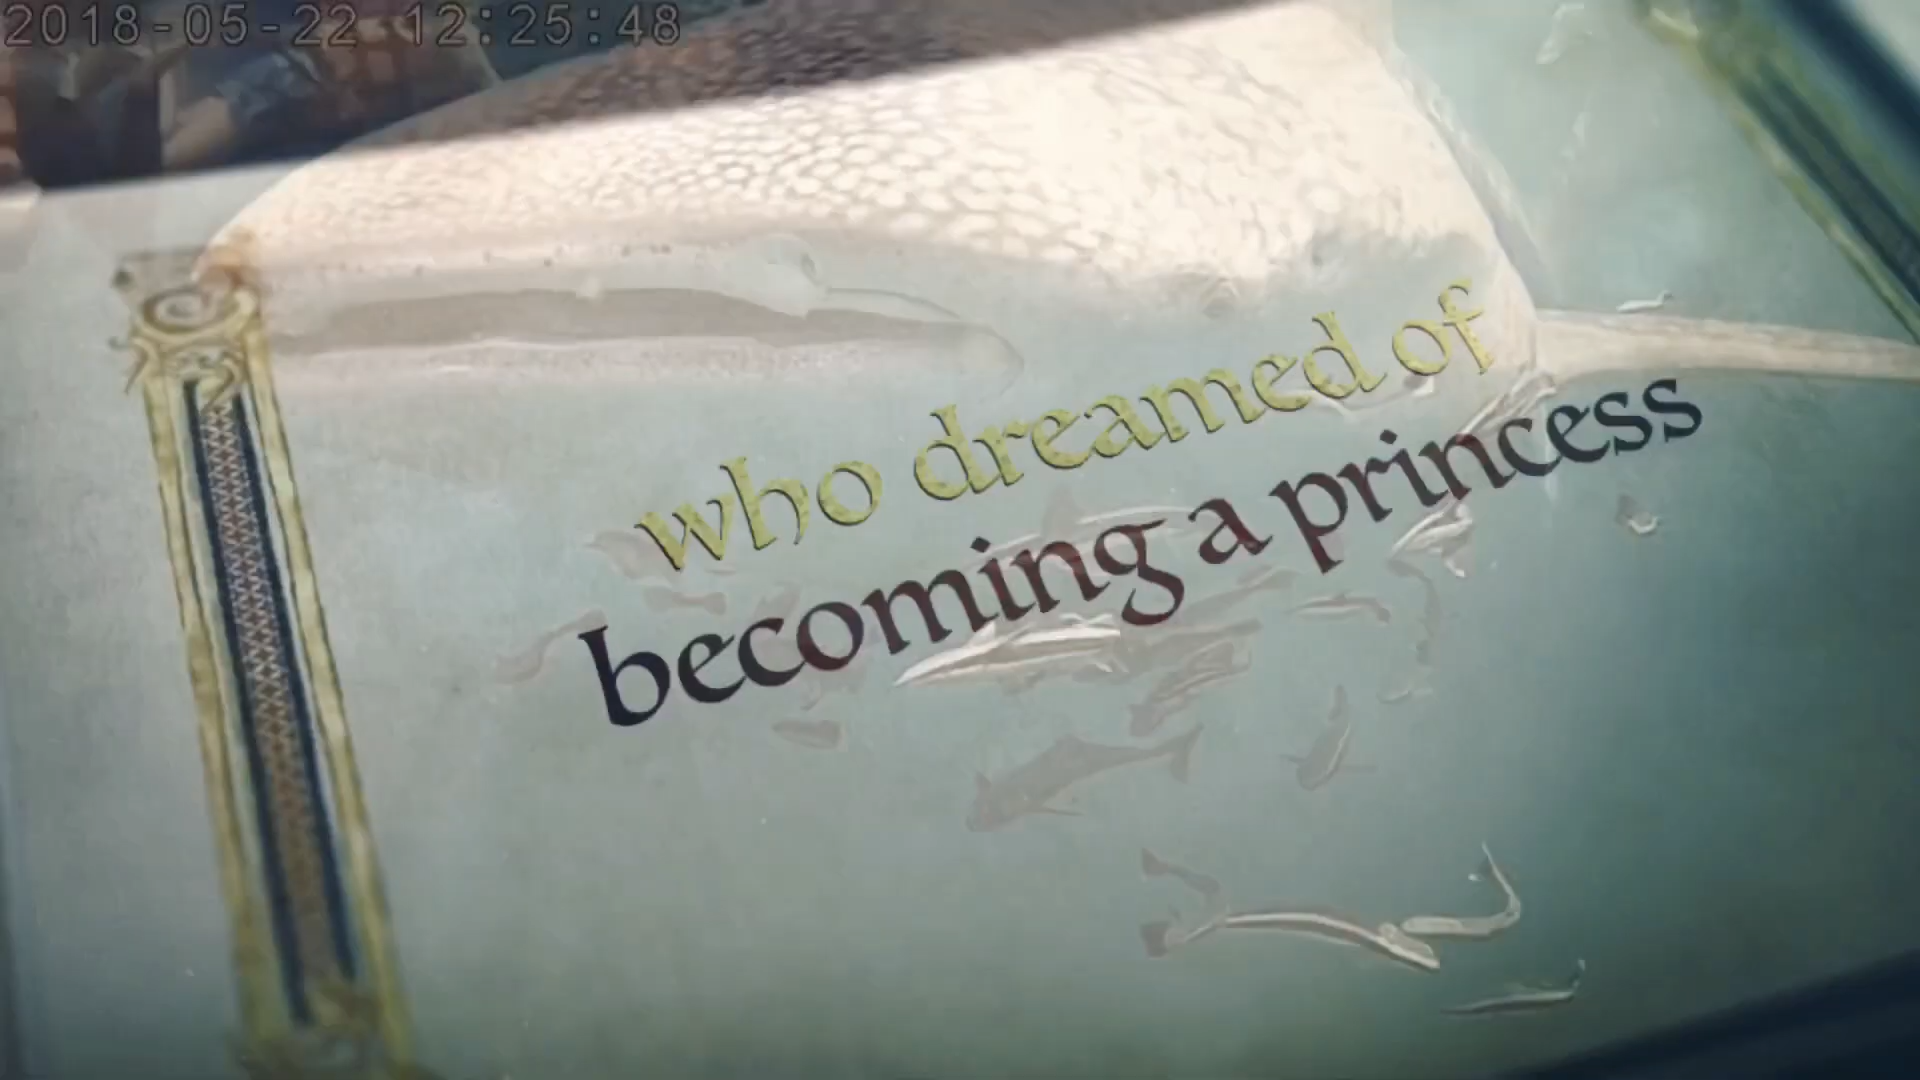 2018-05-22 12:25:48
who dreamed of
becoming a princess